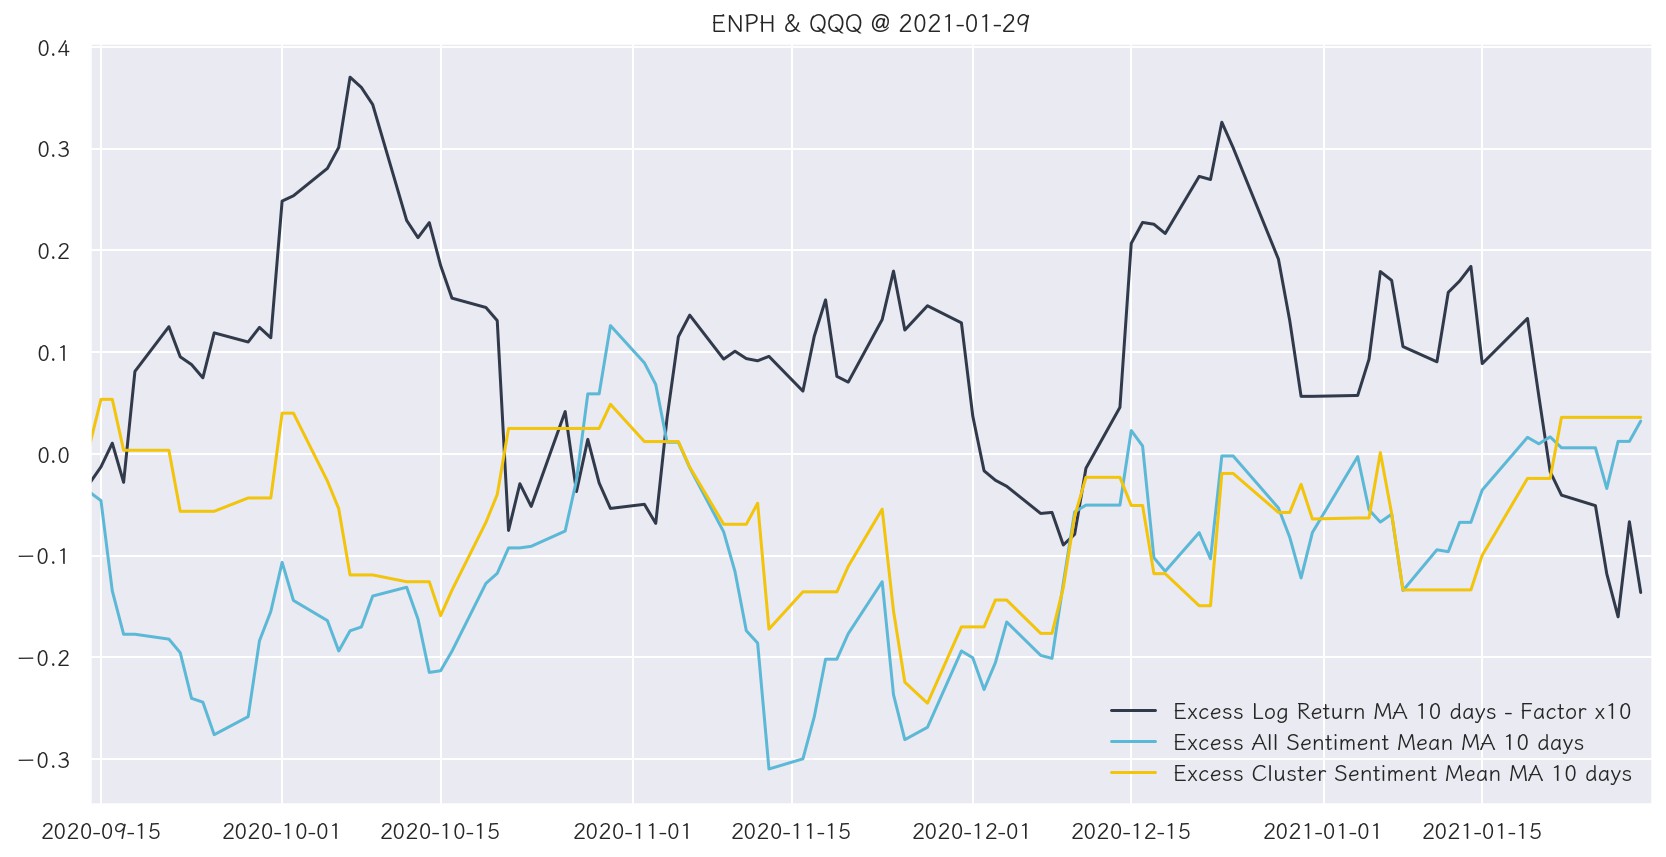 ENPH & QQQ @ 2021-01-29
0.4
0.3
0.2
0.1
0.0
−0.1
−0.2
−0.3
Excess Log Return MA 10 days - Factor x10
Excess All Sentiment Mean MA 10 days
Excess Cluster Sentiment Mean MA 10 days
2020-09-15 2020-10-01 2020-10-15 2020-11-01 2020-11-15 2020-12-01 2020-12-15 2021-01-01 2021-01-15